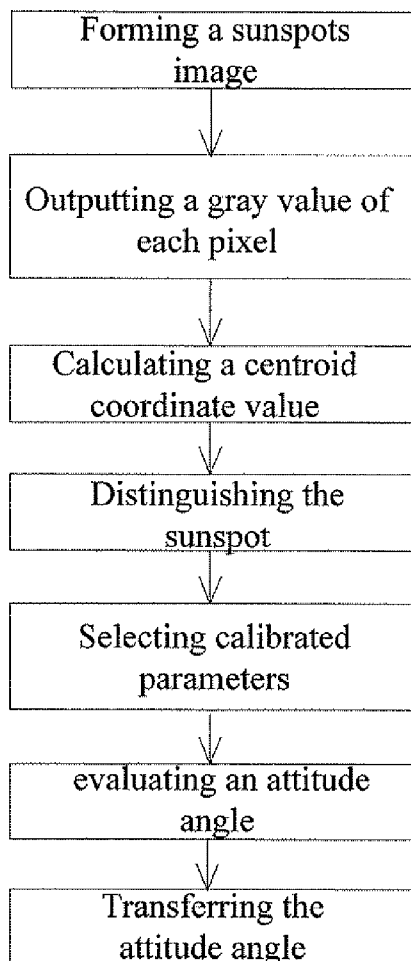 Forming a sunspots
image
Outputting a gray value of
each pixel
Calculating a centroid
coordinate value
Distinguishing the
sunspot
Selecting calibrated
parameters
evaluating an attitude
angle
Transferring the
attitude angle